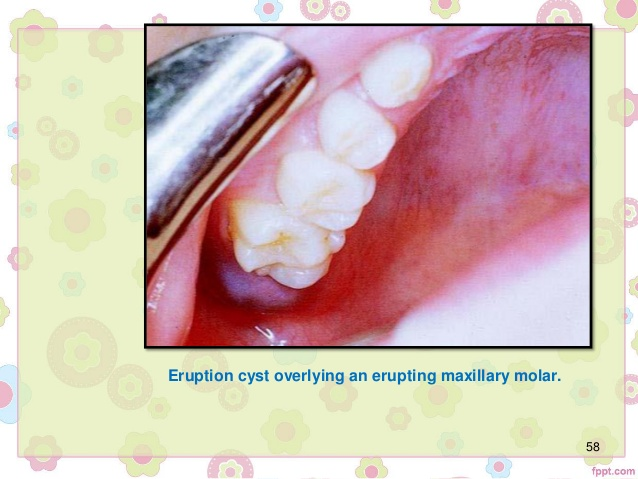 Eruption cyst overlying an erupting maxillary molar.
58
fppt.com